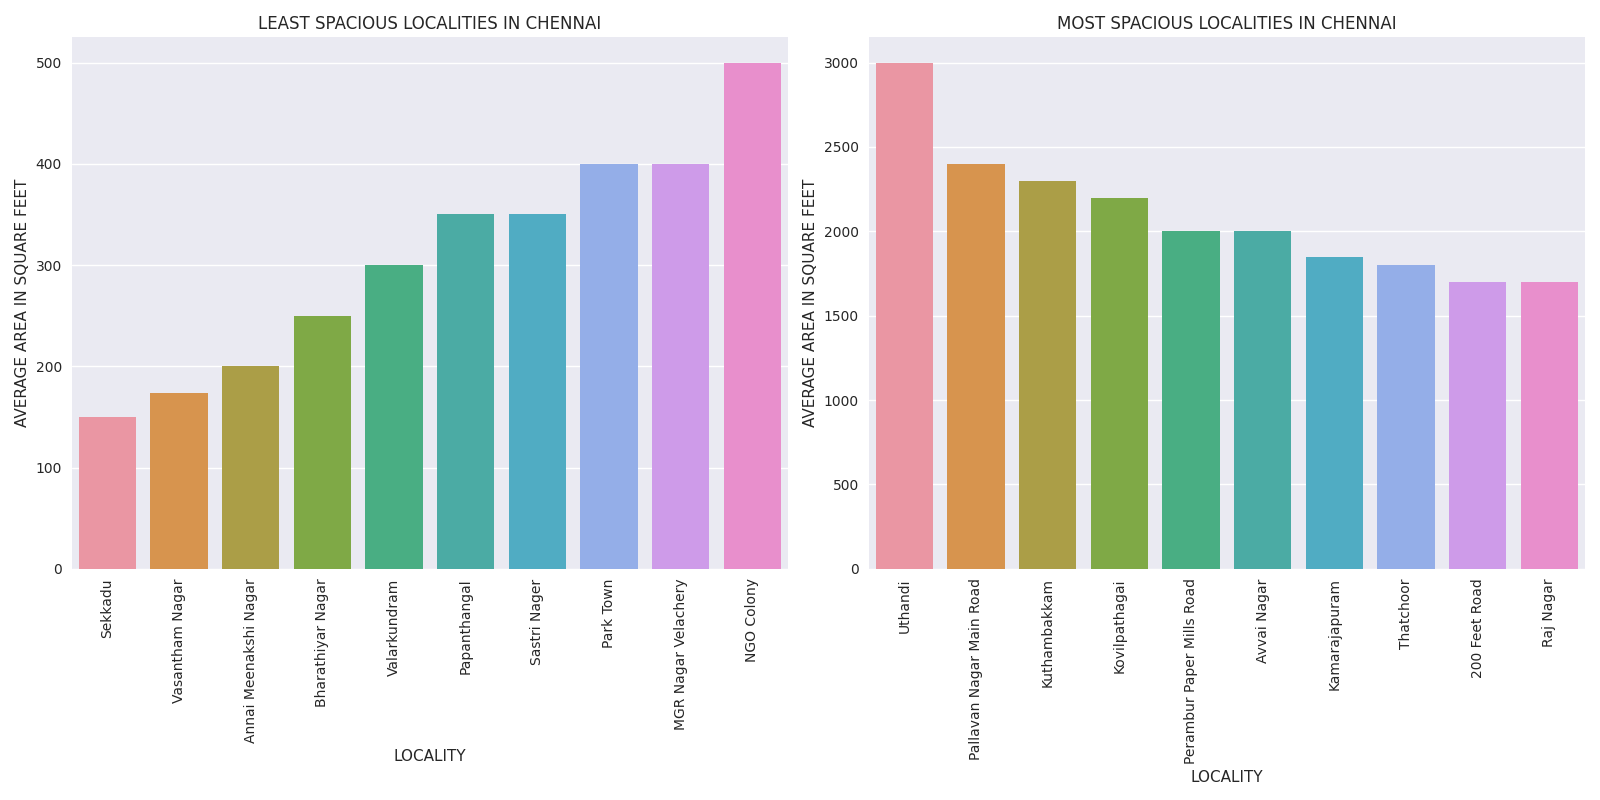 LEAST SPACIOUS LOCALITIES IN CHENNAI
AVERAGE AREA IN SQUARE FEET
500
400
300
200
100
0
Sekkadu
Vasantham Nagar
Annai Meenakshi Nagar
Bharathiyar Nagar
Valarkundram
Papanthangal
Sastri Nager
Park Town
MGR Nagar Velachery
NGO Colony
LOCALITY
MOST SPACIOUS LOCALITIES IN CHENNAI
AVERAGE AREA IN SQUARE FEET
3000
2500
2000
1500
1000
500
0
Uthandi
Pallavan Nagar Main Road
Kuthambakkam
Kovilpathagai
Perambur Paper Mills Road
Avvai Nagar
Kamarajapuram
Thatchoor
200 Feet Road
Raj Nagar
LOCALITY